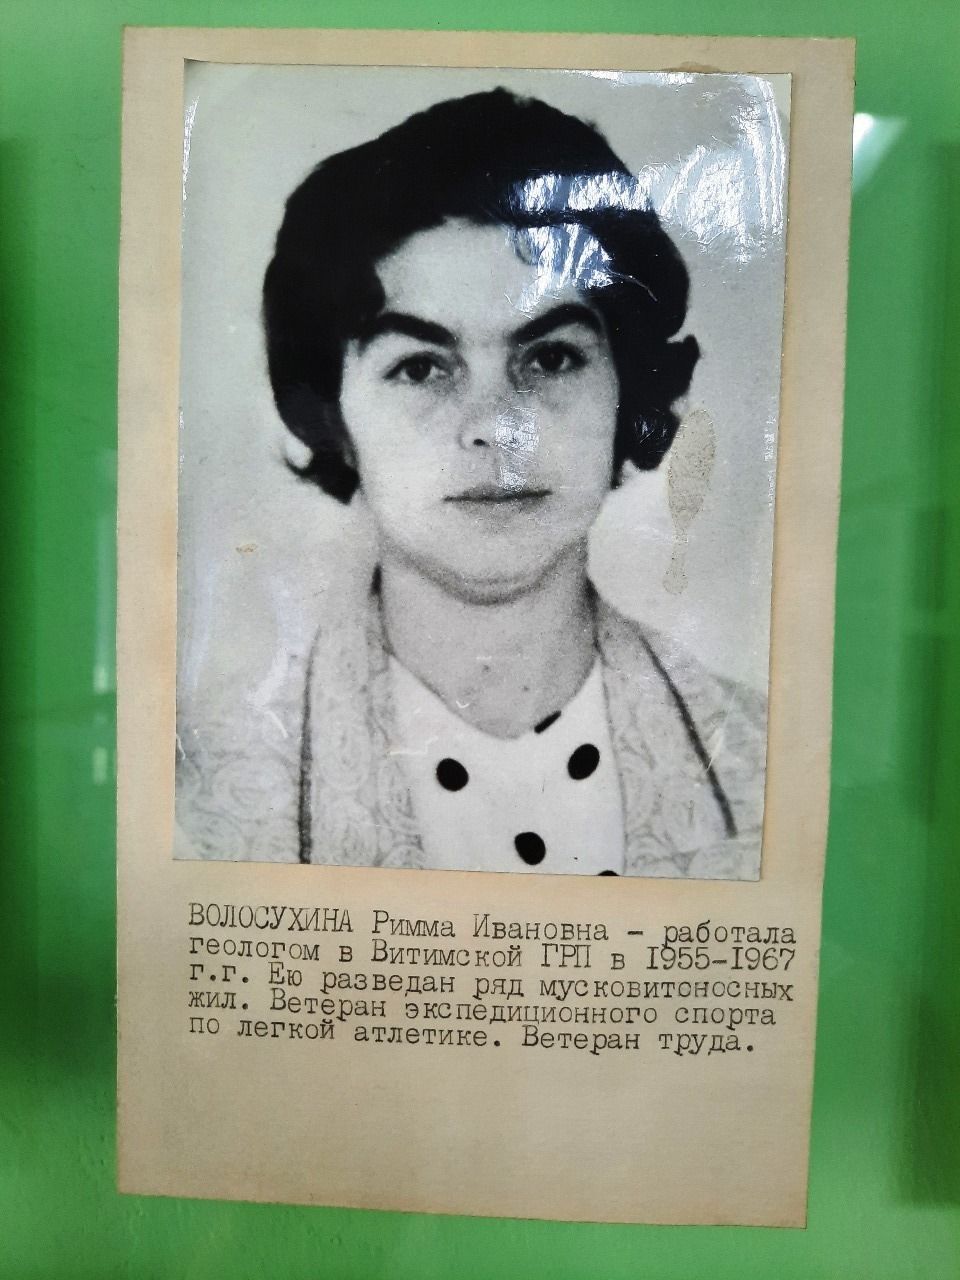 ВОЛОСУХИНА Римма Ивановна - работала
геологом в Витимской ГРП в 1955-1967
г.г. Ею разведан ряд мусковитоносных
жил. Ветеран экспедиционного спорта
по легкой атлетике. Ветеран труда.